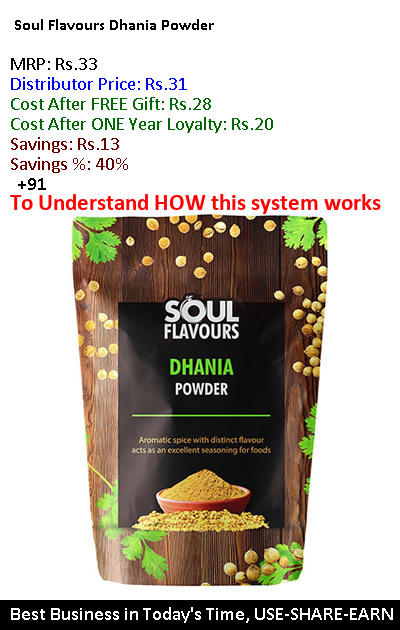 Soul Flavours Dhania Powder
MRP: Rs.33
Distributor Price: Rs.31
Cost After FREE Gift: Rs.28
Cost After ONE Year Loyalty: Rs.20
Savings: Rs.13
Savings %: 40%
+91
To Understand HOW this system works
SOUL
FLAVOURS
DHANIA
POWDER
Aromatic spice with distinct flavour
acts as an excellent seasoning for foods
Best Business in Today's Time, USE-SHARE-EARN